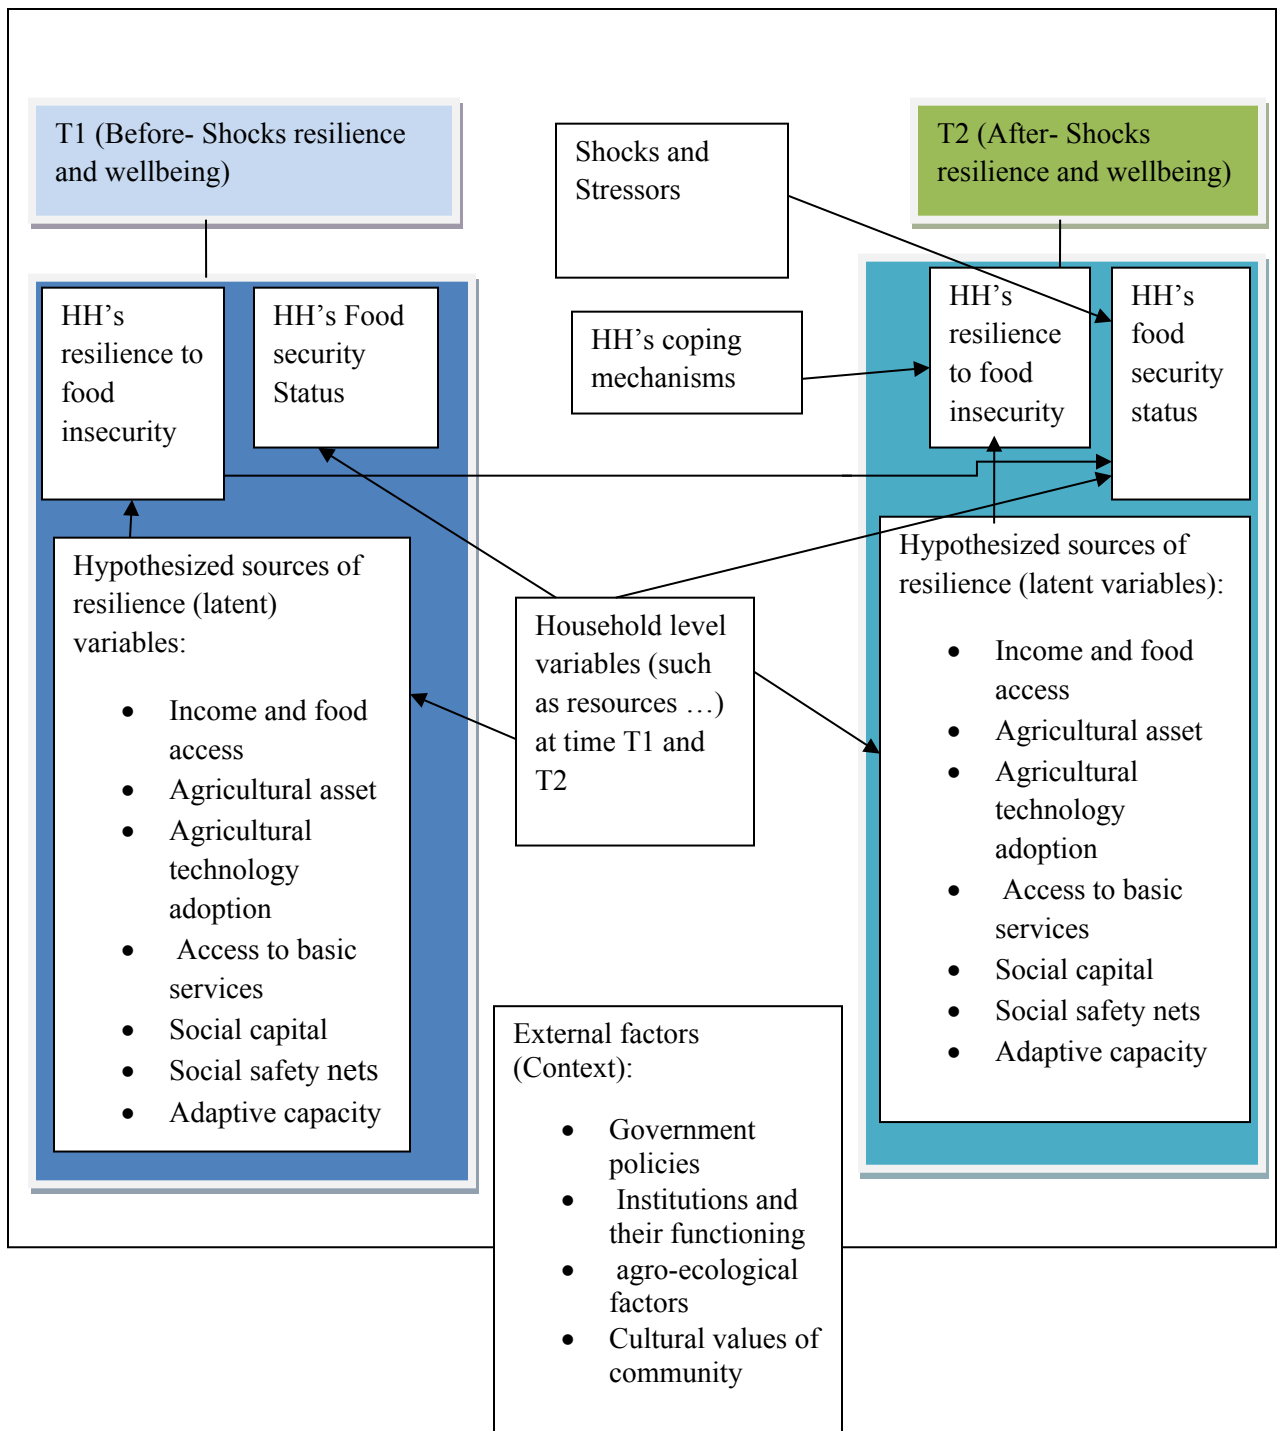 T1 (Before- Shocks resilience
and wellbeing)
Shocks and
Stressors
T2 (After- Shocks
resilience and wellbeing)
HH’s
resilience to
food
insecurity
HH’s Food
security
Status
HH’s coping
mechanisms
HH’s
resilience
to food
insecurity
HH’s
food
security
status
Hypothesized sources of
resilience (latent)
variables:
• Income and food
access
• Agricultural asset
• Agricultural
technology
adoption
• Access to basic
services
• Social capital
• Social safety nets
• Adaptive capacity
Household level
variables (such
as resources …)
at time T1 and
T2
Hypothesized sources of
resilience (latent variables):
• Income and food
access
• Agricultural asset
• Agricultural
technology
adoption
• Access to basic
services
• Social capital
• Social safety nets
• Adaptive capacity
External factors
(Context):
• Government
policies
• Institutions and
their functioning
• agro-ecological
factors
• Cultural values of
community